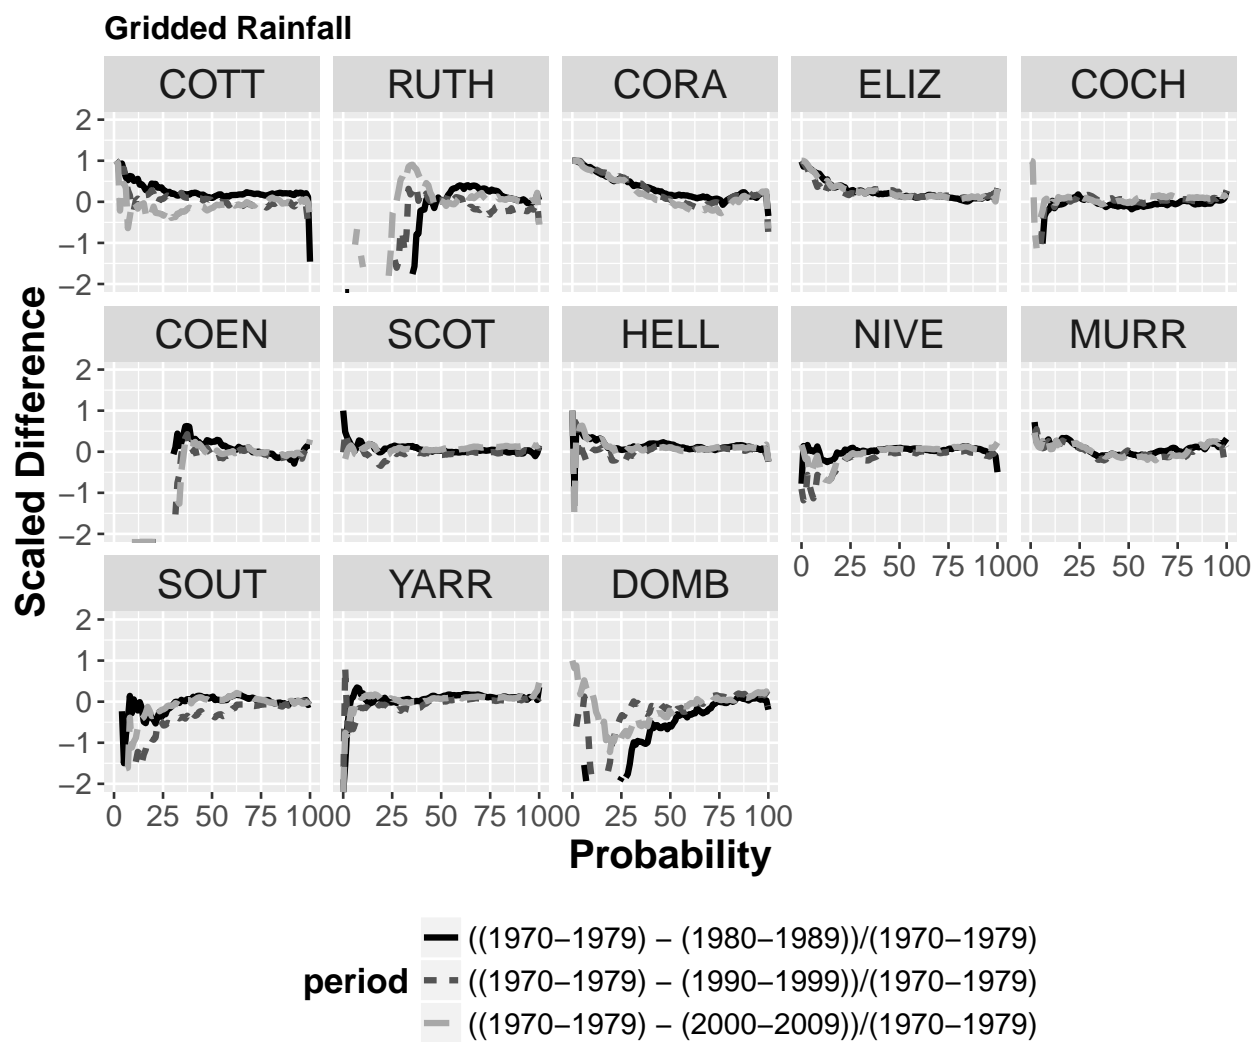 Gridded Rainfall
COTT RUTH CORA ELIZ COCH
2
1
0
−1
−2
COEN SCOT HELL NIVE MURR
2
1
0
−1
−2
0 25 50 75 100 0 25 50 75 100
SOUT YARR DOMB
2
1
0
−1
−2
0 25 50 75 100 0 25 50 75 100 0 25 50 75 100
Scaled Difference
Probability
period
((1970−1979) − (1980−1989))/(1970−1979)
((1970−1979) − (1990−1999))/(1970−1979)
((1970−1979) − (2000−2009))/(1970−1979)